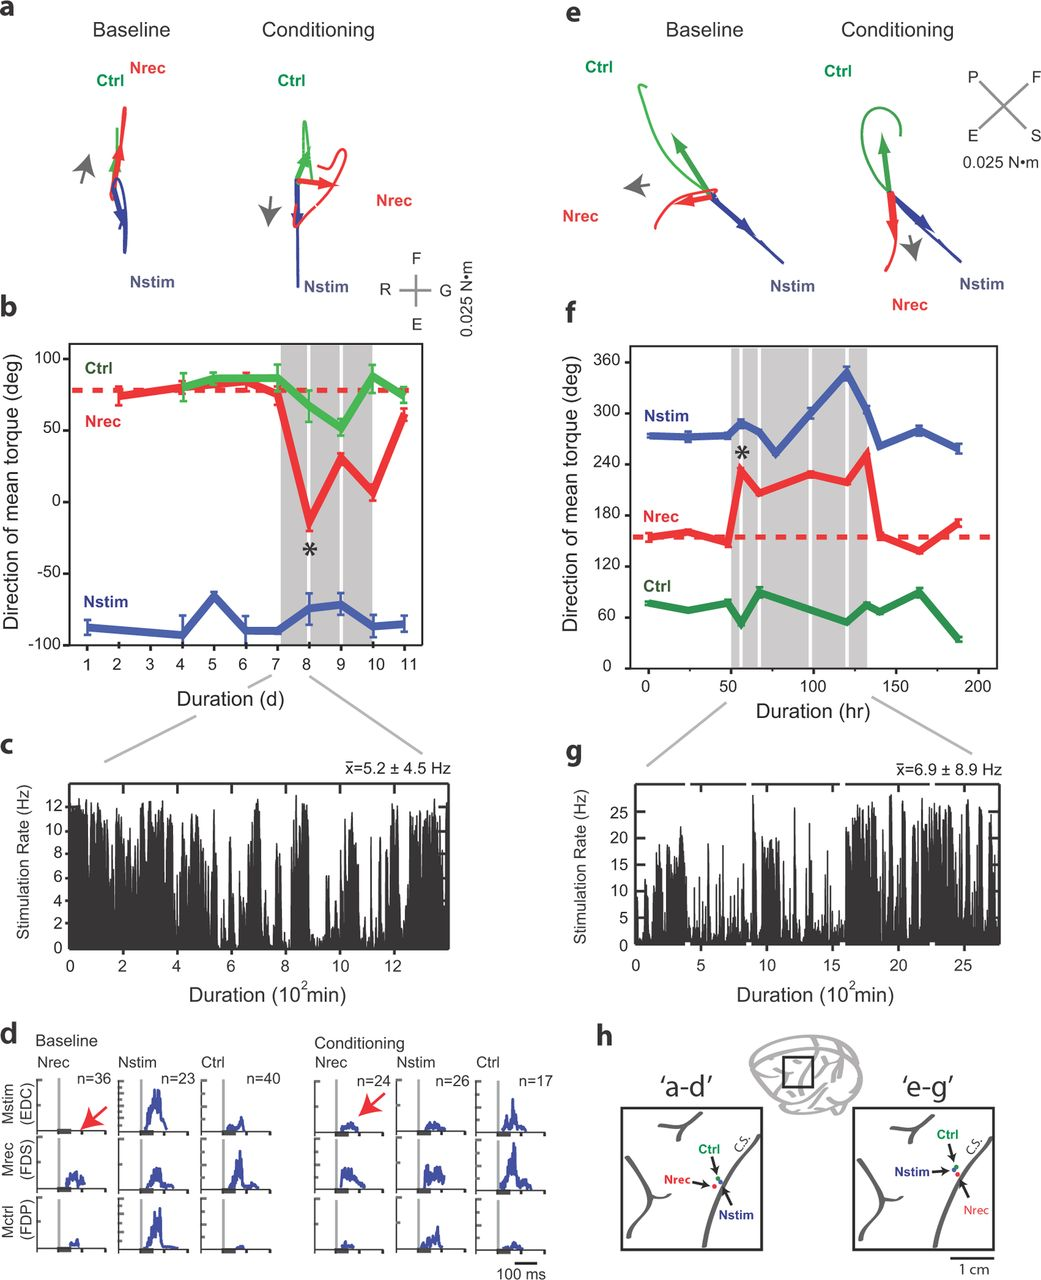 a
Baseline
Conditioning
Nrec
Ctrl
Ctrl
Nrec
Nstim
Nstim
F
R
G
E
0.025 N•m
e
Baseline
Conditioning
Ctrl
Ctrl
P
F
E
S
0.025 N•m
Nrec
Nstim
Nstim
Nrec
b
Direction of mean torque (deg)
100
50
0
-50
-100
Ctrl
Nrec
Nstim
*
1 2 3 4 5 6 7 8 9 10 11
Duration (d)
f
Direction of mean torque (deg)
360
300
240
180
120
60
0
Nstim
*
Nrec
Ctrl
0 50 100 150 200
Duration (hr)
c
x̄=5.2 ± 4.5 Hz
Stimulation Rate (Hz)
12
10
8
6
4
2
0
0 2 4 6 8 10 12
Duration (10²min)
g
x̄=6.9 ± 8.9 Hz
Stimulation Rate (Hz)
25
20
15
10
5
0
0 5 10 15 20 25
Duration (10²min)
d
Baseline
Conditioning
Nrec Nstim Ctrl
Nrec Nstim Ctrl
n=36 n=23 n=40
n=24 n=26 n=17
Mstim
(EDC)
Mrec
(FDS)
Mctrl
(FDP)
100 ms
h
'a-d'
'e-g'
Ctrl
C.S.
Nrec
Nstim
Ctrl
C.S.
Nstim
Nrec
1 cm